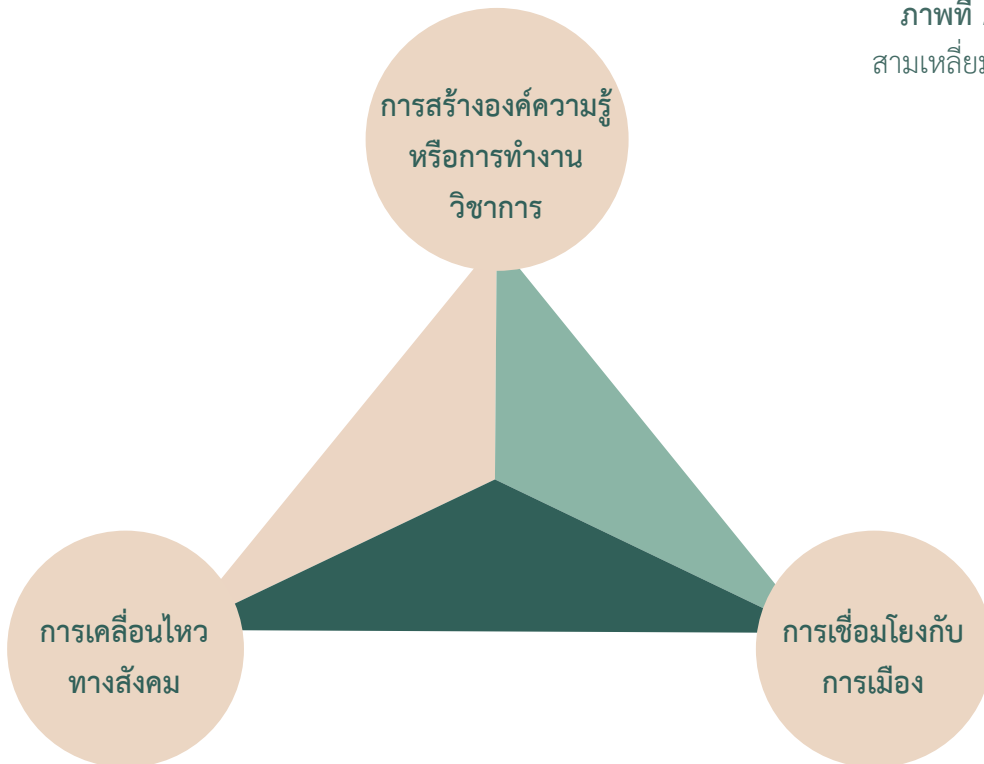 ภาพที่
สามเหลี่ยม
การสร้างองค์ความรู้
หรือการทำงาน
วิชาการ
การเคลื่อนไหว
ทางสังคม
การเชื่อมโยงกับ
การเมือง